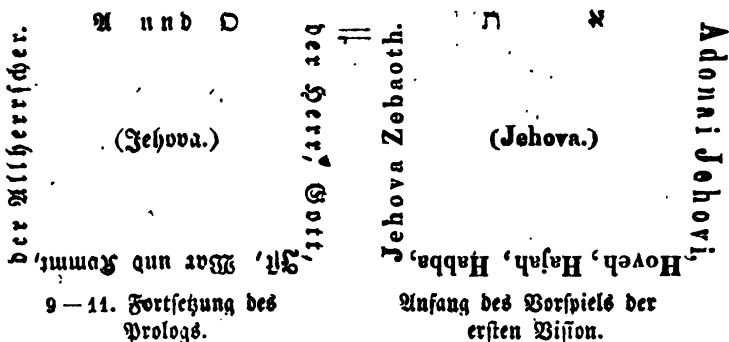 A und O
der Herr, Gott,
Ist, War und Kommt,
der Allherrscher.
(Jehova.)
=
א ת
Adonai Jehovi,
Hoveh, Hajah, Habba,
Jehova Zebaoth.
(Jehova.)
9—11. Fortsetzung des
Prologs.
Anfang des Vorspiels der
ersten Vision.